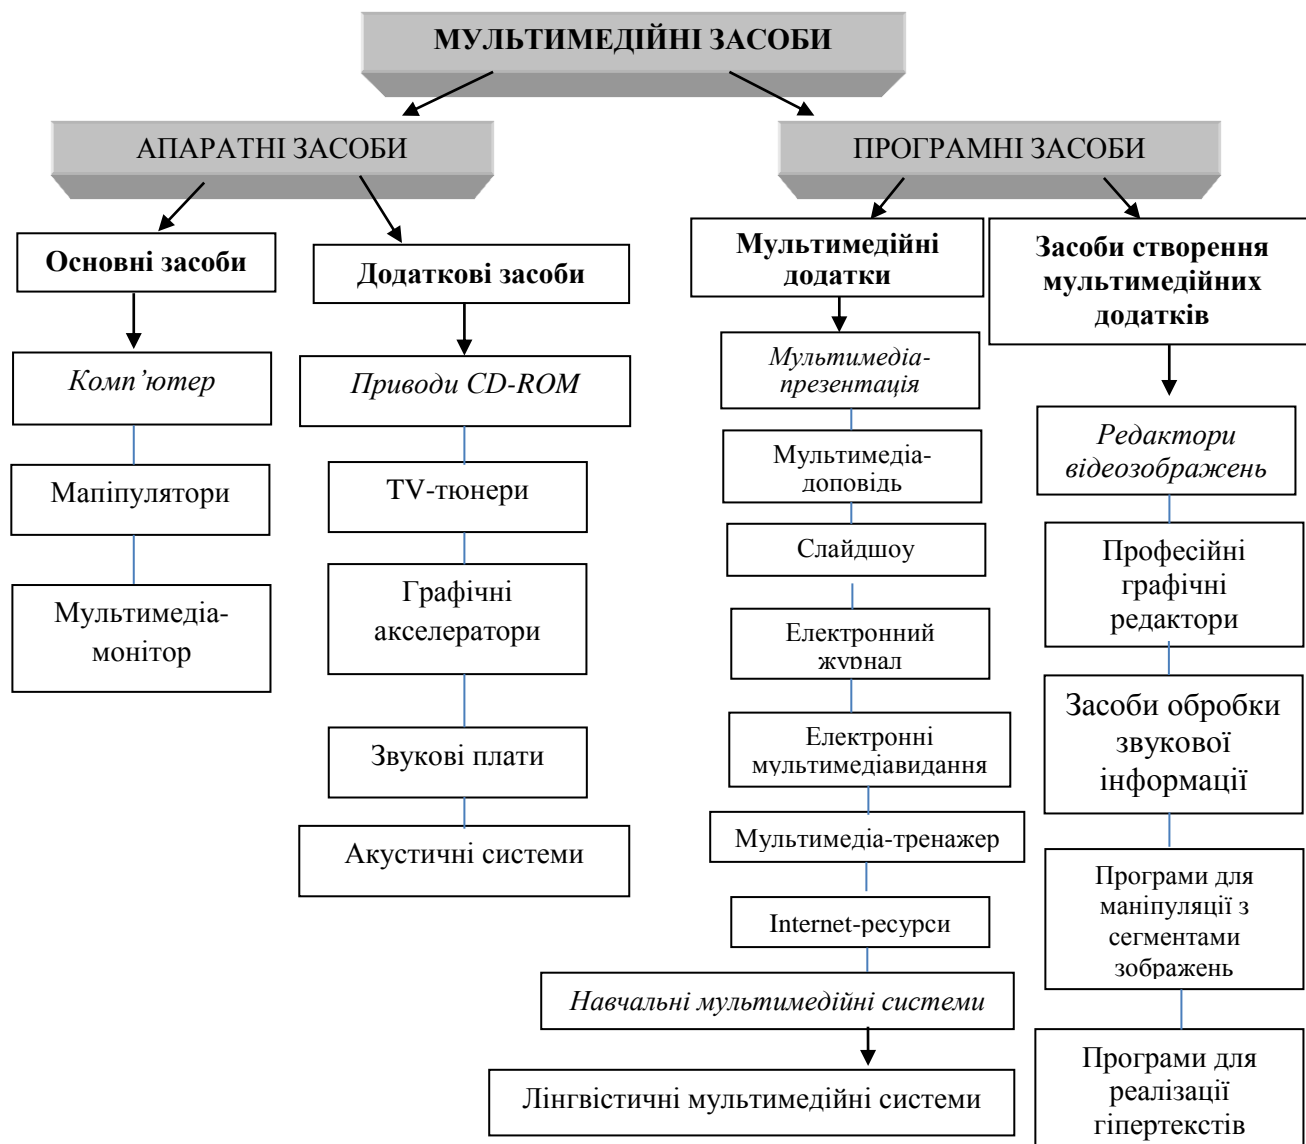 МУЛЬТИМЕДІЙНІ ЗАСОБИ
АПАРАТНІ ЗАСОБИ
ПРОГРАМНІ ЗАСОБИ
Основні засоби
Комп’ютер
Мапіпулятори
Мультимедіа-
монітор
Додаткові засоби
Приводи CD-ROM
TV-тюнери
Графічні
акселератори
Звукові плати
Акустичні системи
Мультимедійні
додатки
Мультимедіа-
презентація
Мультимедіа-
доповідь
Слайдшоу
Електронний
журнал
Електронні
мультимедіавидання
Мультимедіа-тренажер
Internet-ресурси
Навчальні мультимедійні системи
Лінгвістичні мультимедійні системи
Засоби створення
мультимедійних
додатків
Редактори
відеозображень
Професійні
графічні
редактори
Засоби обробки
звукової
інформації
Програми для
маніпуляції з
сегментами
зображень
Програми для
реалізації
гіпертекстів